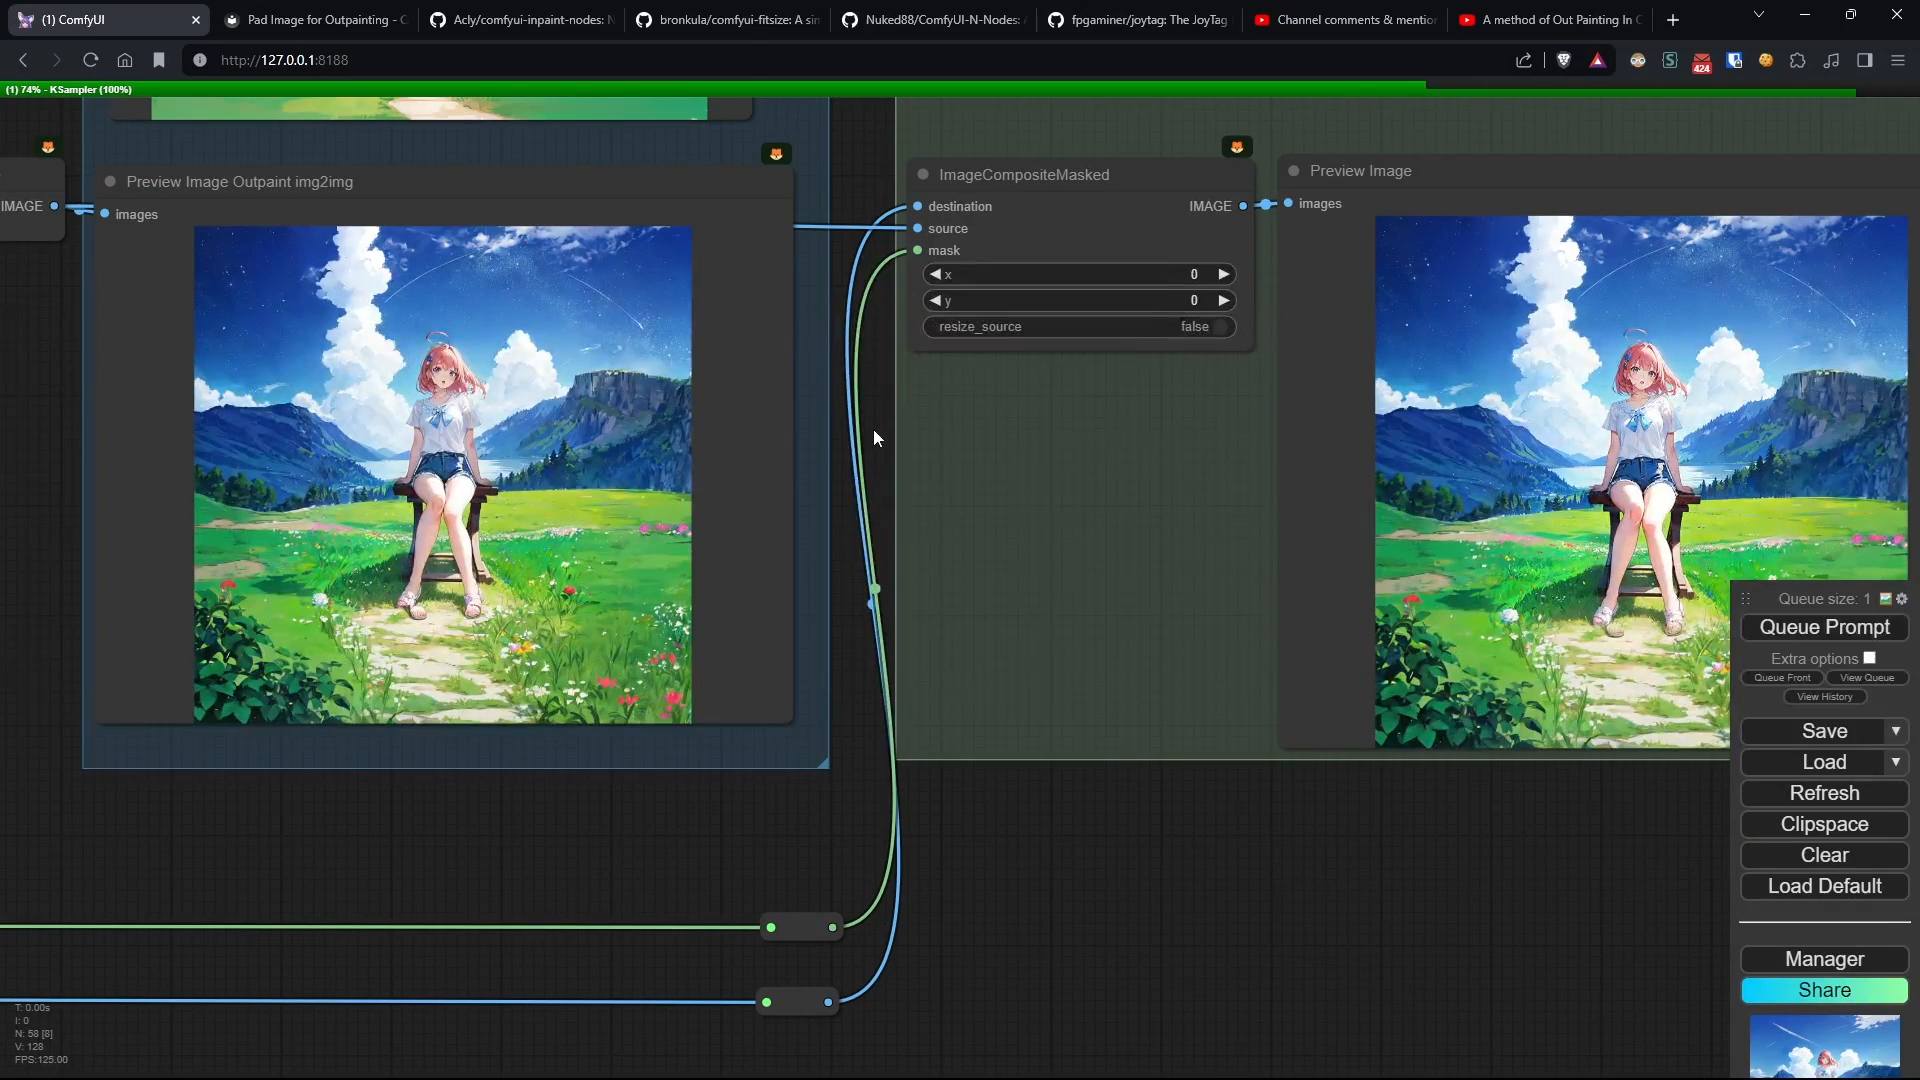 (1) ComfyUI
Pad Image for Outpainting - C
Acly/comfyui-inpaint-nodes: N
bronkula/comfyui-fitsize: A sim
Nuked88/ComfyUI-N-Nodes:
fpgaminer/joytag: The JoyTag
Channel comments & mentio
A method of Out Painting In C
http://127.0.0.1:8188
424
(1) 74% - KSampler (100%)
IMAGE
Preview Image Outpaint img2img
images
ImageCompositeMasked
destination
IMAGE
source
mask
x
0
y
0
resize_source
false
Preview Image
images
Queue size: 1
Queue Prompt
Extra options
Queue Front
View Queue
View History
Save
Load
Refresh
Clipspace
Clear
Load Default
Manager
Share
T: 0.00s
I: 0
N: 58 [8]
V: 128
FPS:125.00